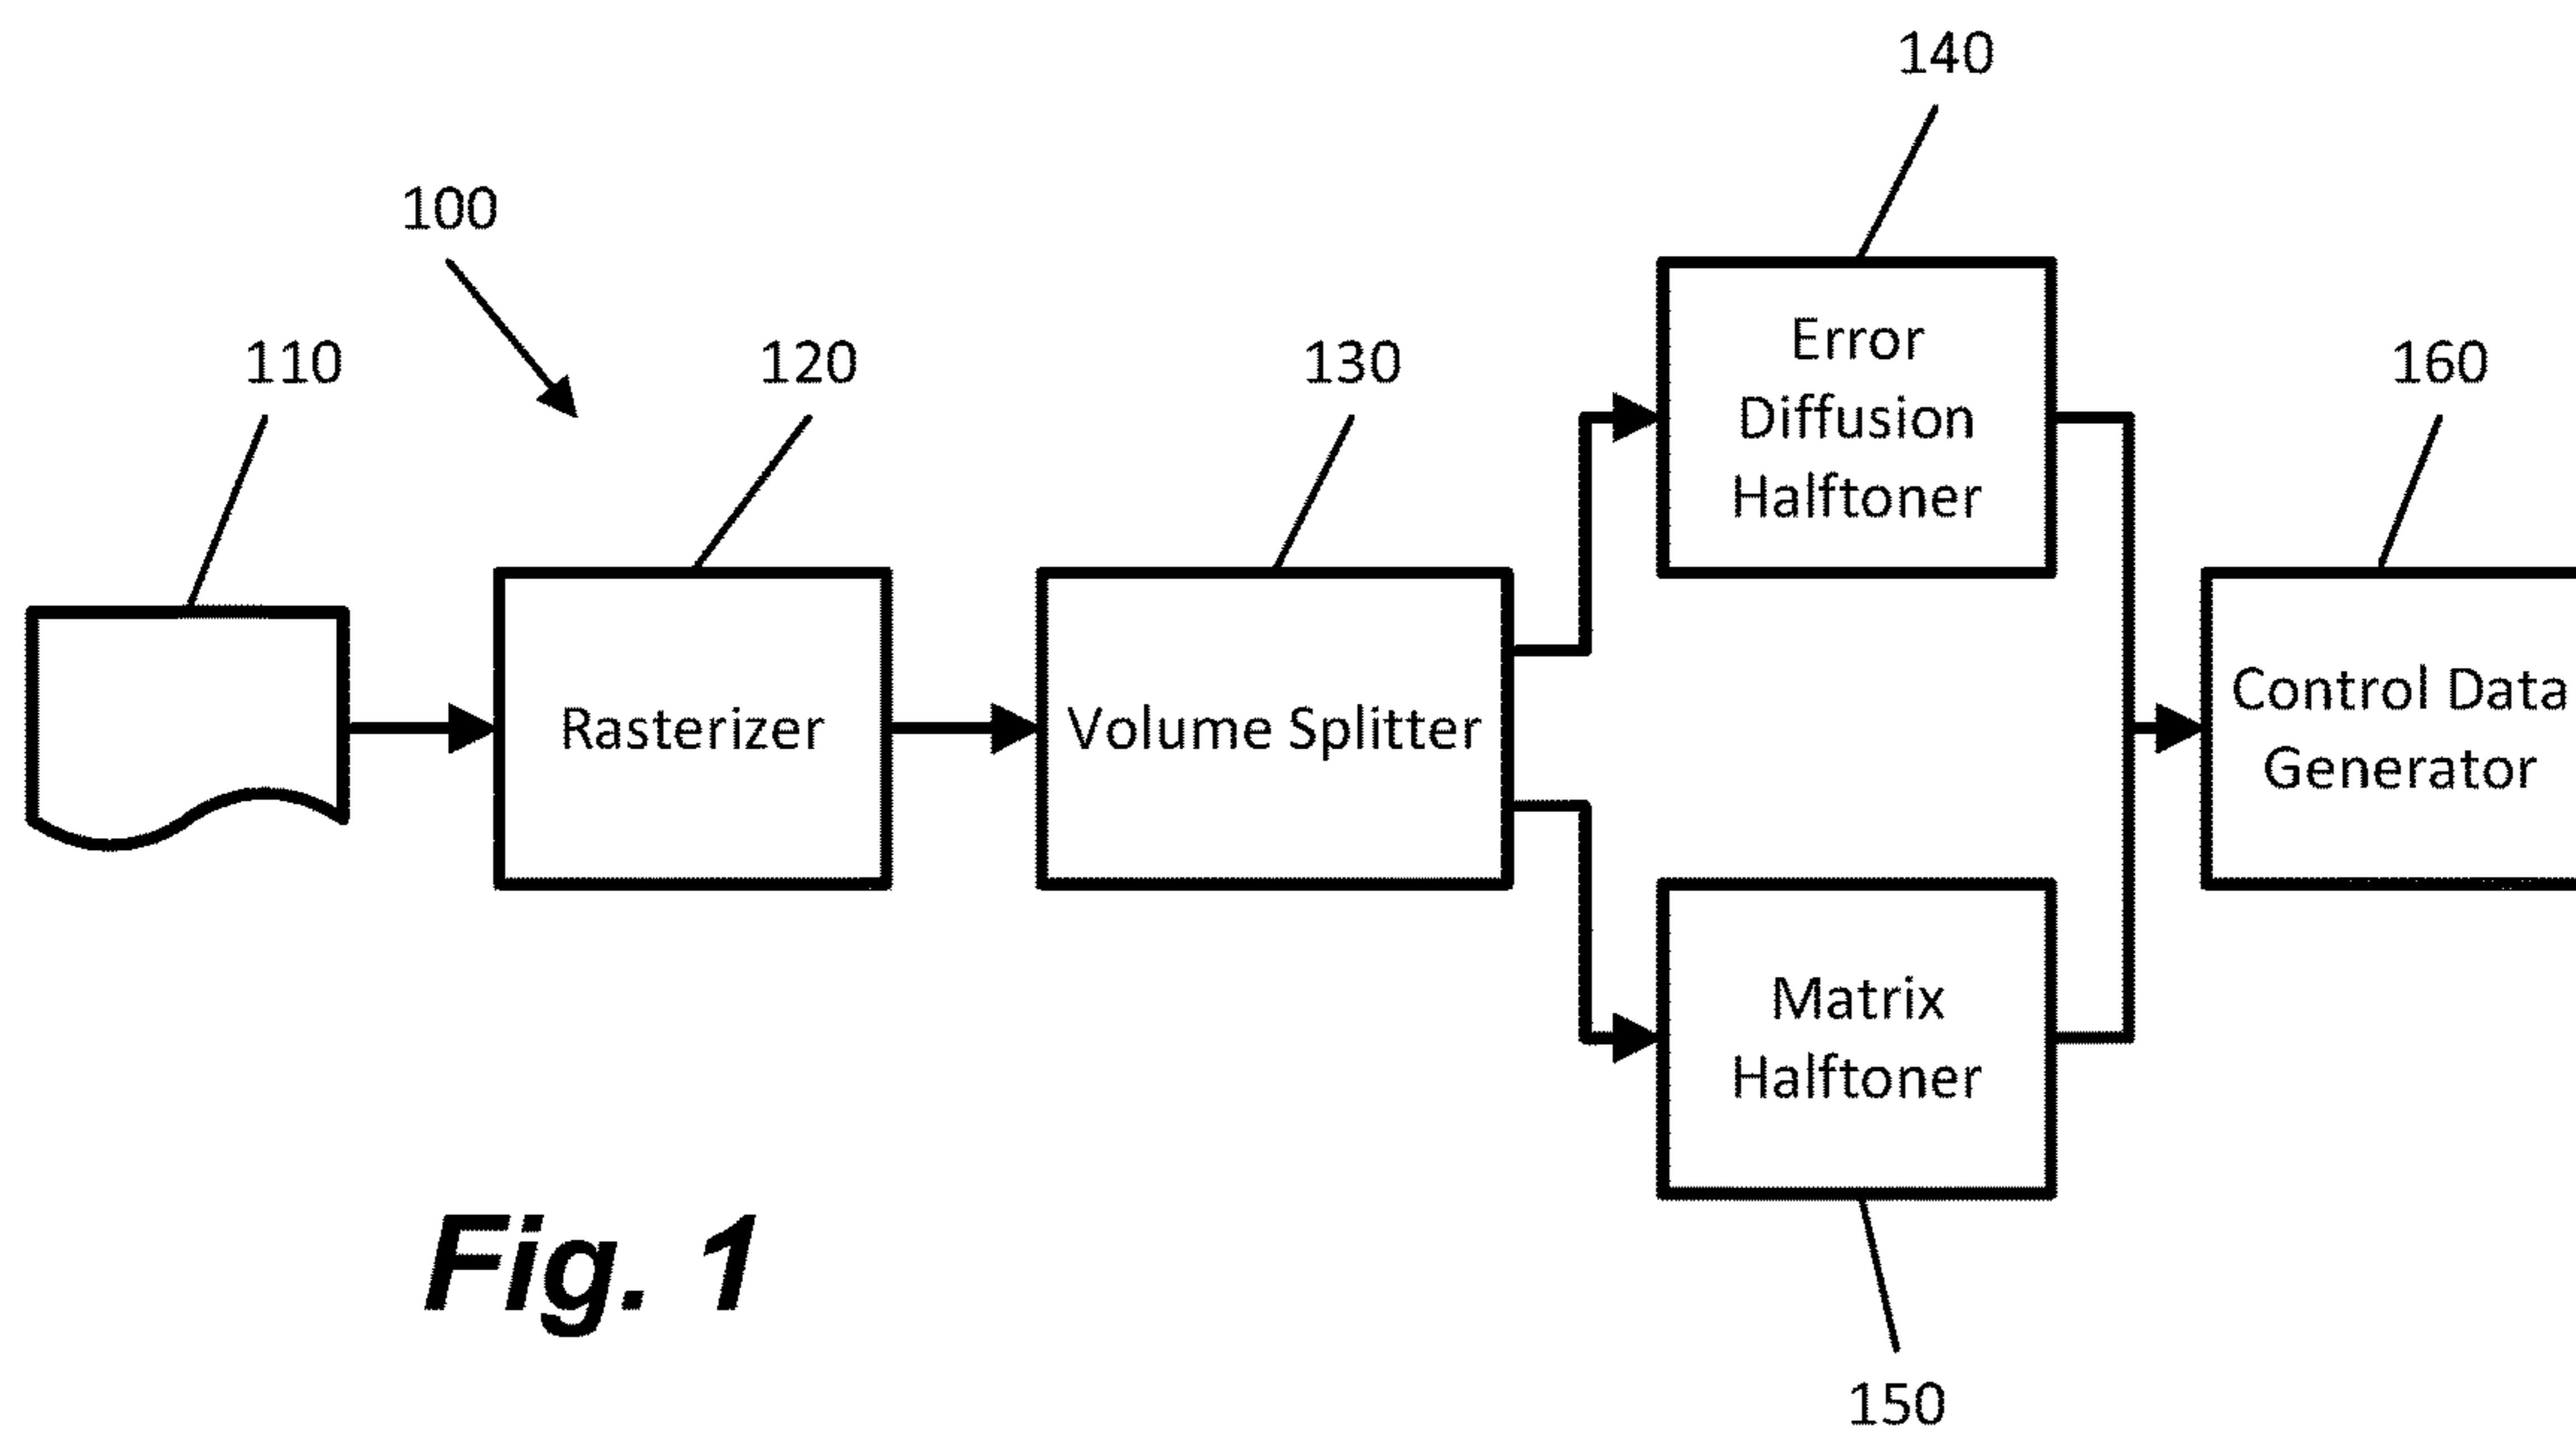 140
100
110
120
130
160
Error
Diffusion
Halftoner
Rasterizer
Volume Splitter
Control Data
Generator
Matrix
Halftoner
150
Fig. 1